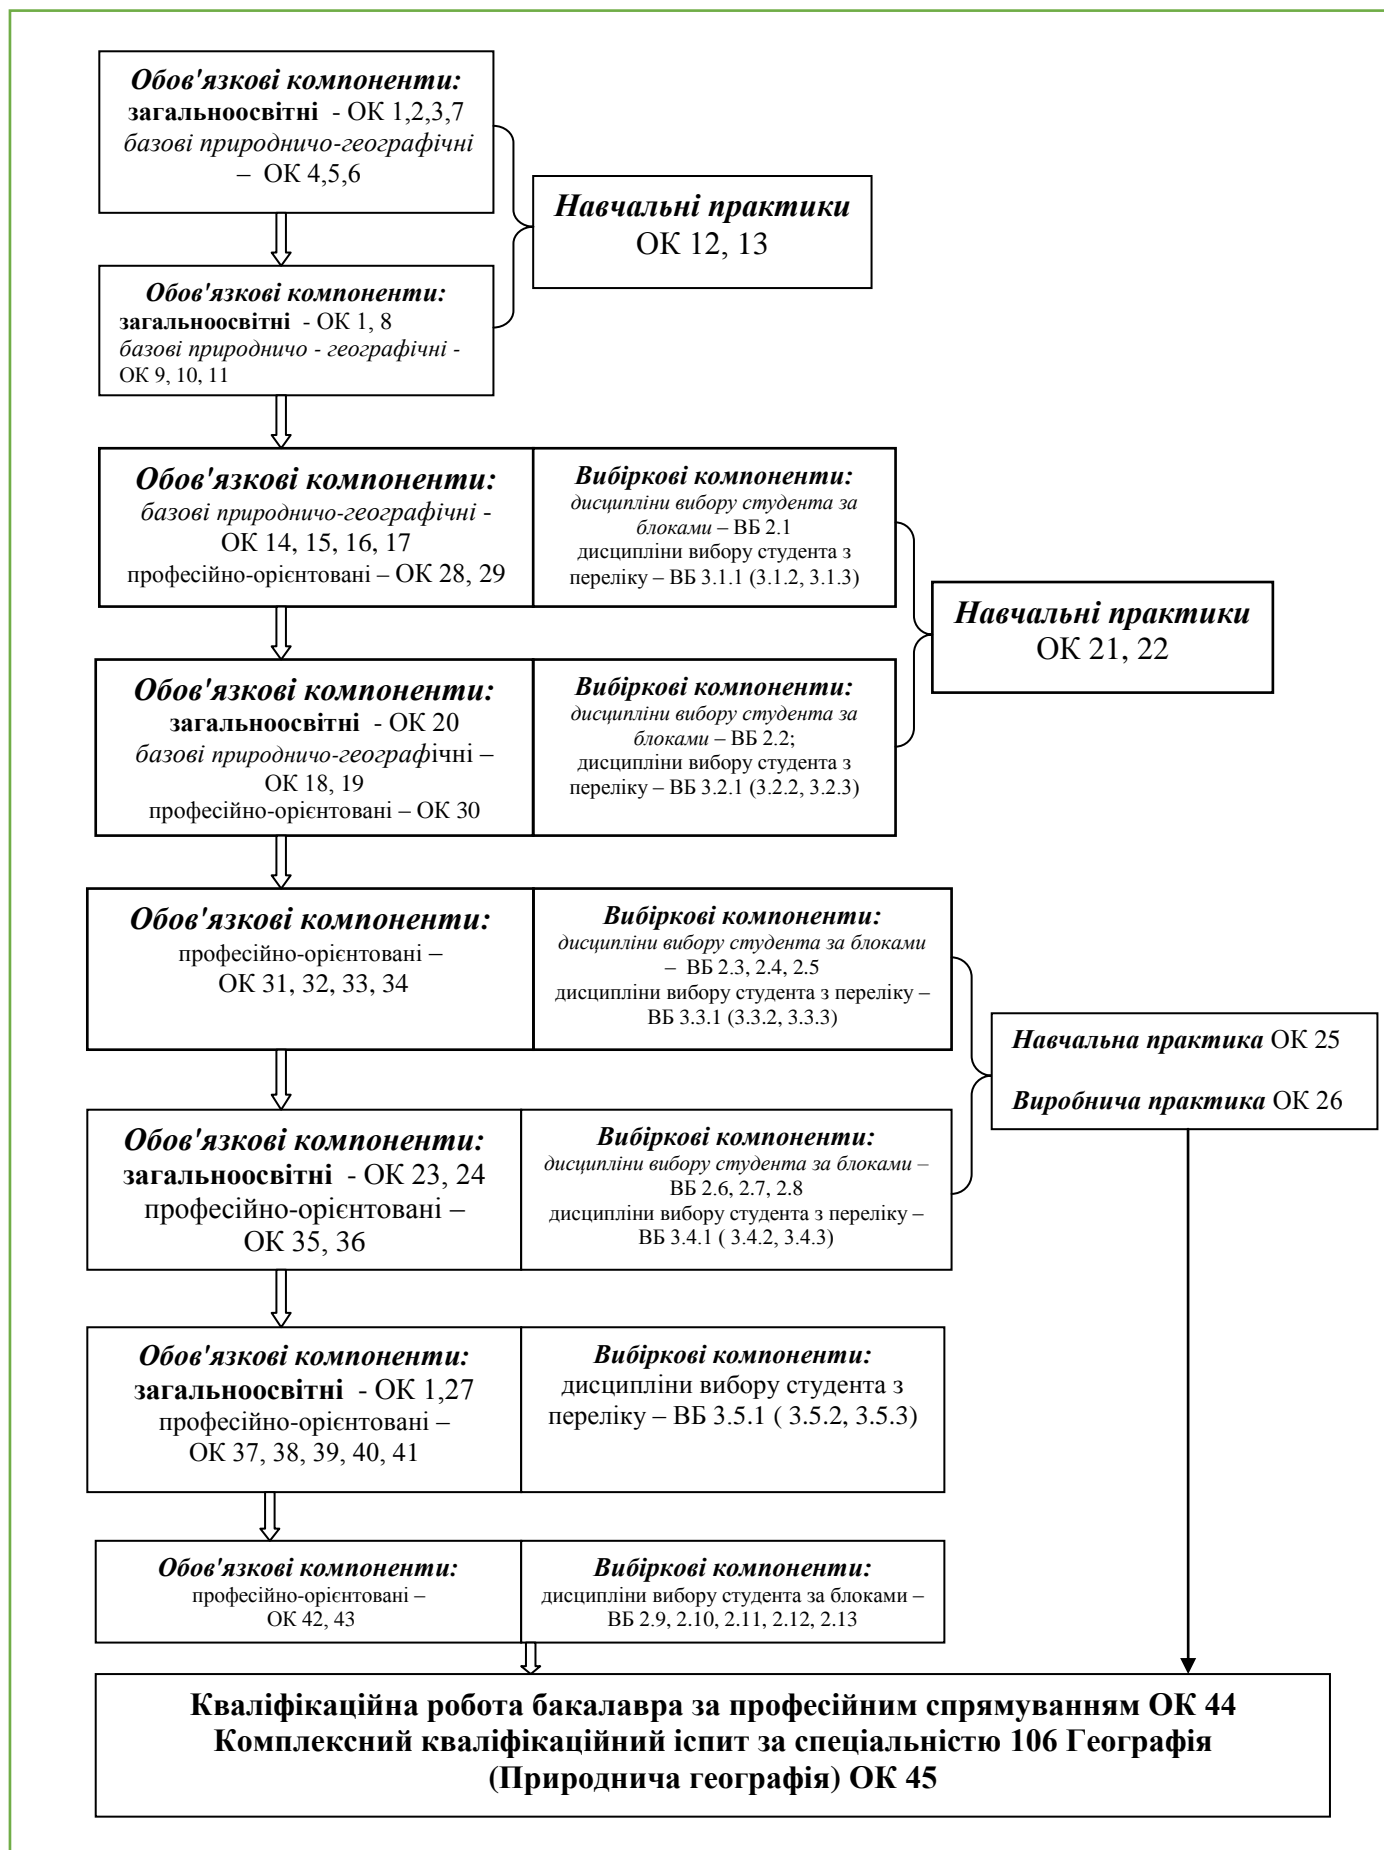 Обов'язкові компоненти:
загальноосвітні - ОК 1,2,3,7
базові природничо-географічні
– ОК 4,5,6
Навчальні практики
ОК 12, 13
Обов'язкові компоненти:
загальноосвітні - ОК 1, 8
базові природничо - географічні -
ОК 9, 10, 11
Обов'язкові компоненти:
базові природничо-географічні -
ОК 14, 15, 16, 17
професійно-орієнтовані – ОК 28, 29
Вибіркові компоненти:
дисципліни вибору студента за
блоками – ВБ 2.1
дисципліни вибору студента з
переліку – ВБ 3.1.1 (3.1.2, 3.1.3)
Навчальні практики
ОК 21, 22
Обов'язкові компоненти:
загальноосвітні - ОК 20
базові природничо-географічні –
ОК 18, 19
професійно-орієнтовані – ОК 30
Вибіркові компоненти:
дисципліни вибору студента за
блоками – ВБ 2.2;
дисципліни вибору студента з
переліку – ВБ 3.2.1 (3.2.2, 3.2.3)
Обов'язкові компоненти:
професійно-орієнтовані –
ОК 31, 32, 33, 34
Вибіркові компоненти:
дисципліни вибору студента за блоками
– ВБ 2.3, 2.4, 2.5
дисципліни вибору студента з переліку –
ВБ 3.3.1 (3.3.2, 3.3.3)
Навчальна практика ОК 25
Виробнича практика ОК 26
Обов'язкові компоненти:
загальноосвітні - ОК 23, 24
професійно-орієнтовані –
ОК 35, 36
Вибіркові компоненти:
дисципліни вибору студента за блоками –
ВБ 2.6, 2.7, 2.8
дисципліни вибору студента з переліку –
ВБ 3.4.1 ( 3.4.2, 3.4.3)
Обов'язкові компоненти:
загальноосвітні - ОК 1,27
професійно-орієнтовані –
ОК 37, 38, 39, 40, 41
Вибіркові компоненти:
дисципліни вибору студента з
переліку – ВБ 3.5.1 ( 3.5.2, 3.5.3)
Обов'язкові компоненти:
професійно-орієнтовані –
ОК 42, 43
Вибіркові компоненти:
дисципліни вибору студента за блоками –
ВБ 2.9, 2.10, 2.11, 2.12, 2.13
Кваліфікаційна робота бакалавра за професійним спрямуванням ОК 44
Комплексний кваліфікаційний іспит за спеціальністю 106 Географія
(Природнича географія) ОК 45